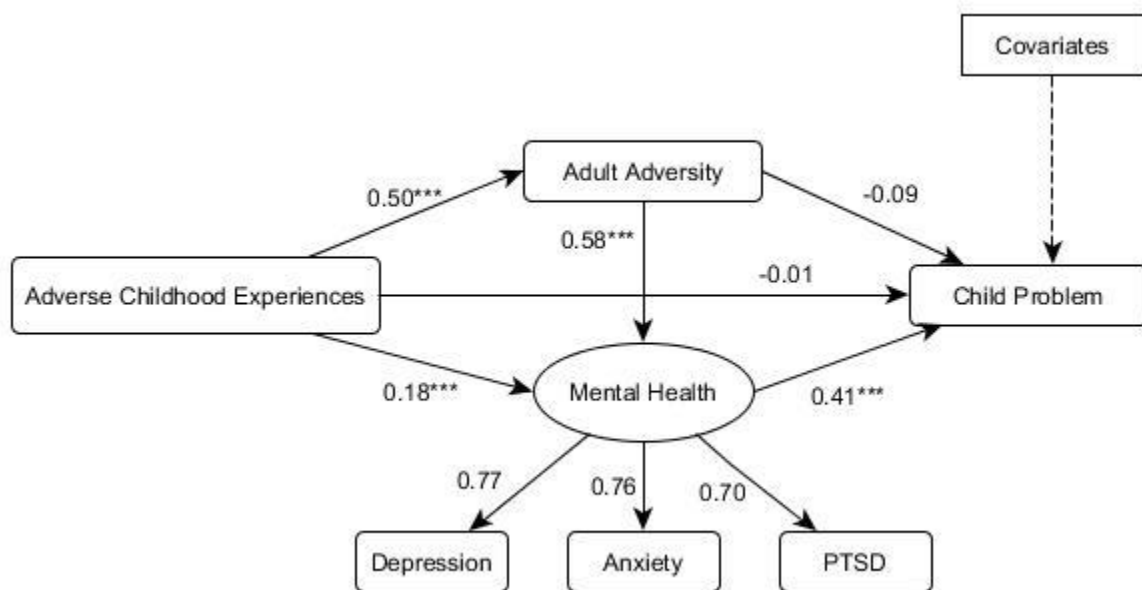 Covariates
Adult Adversity
0.50***
-0.09
0.58***
Adverse Childhood Experiences
-0.01
Child Problem
0.18***
Mental Health
0.41***
0.77
0.76
0.70
Depression
Anxiety
PTSD